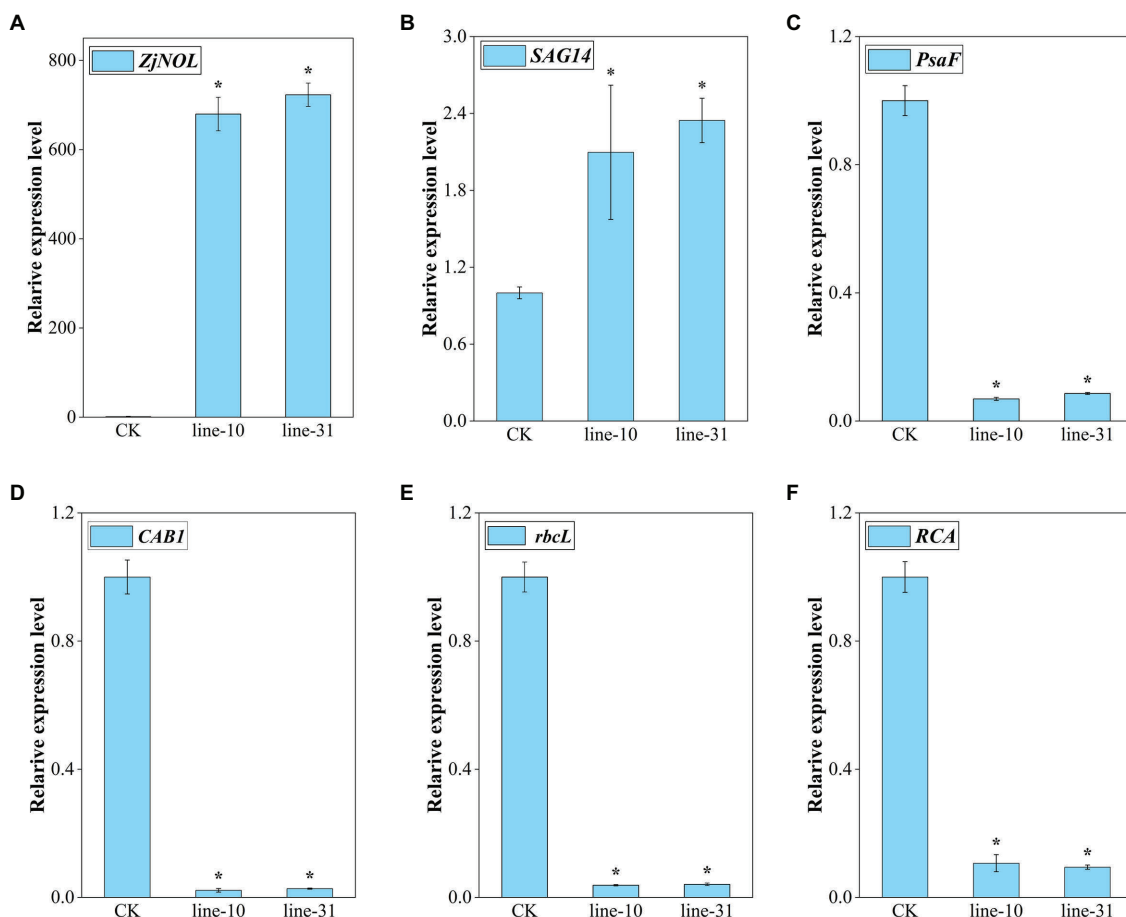 A
ZjNOL
Relarive expression level
800
600
400
200
0
CK line-10 line-31
* *
B
SAG14
Relarive expression level
3.0
2.4
1.8
1.2
0.6
0.0
CK line-10 line-31
* *
C
PsaF
Relarive expression level
1.2
0.8
0.4
0.0
CK line-10 line-31
* *
D
CAB1
Relarive expression level
1.2
0.8
0.4
0.0
CK line-10 line-31
* *
E
rbcL
Relarive expression level
1.2
0.8
0.4
0.0
CK line-10 line-31
* *
F
RCA
Relarive expression level
1.2
0.8
0.4
0.0
CK line-10 line-31
* *